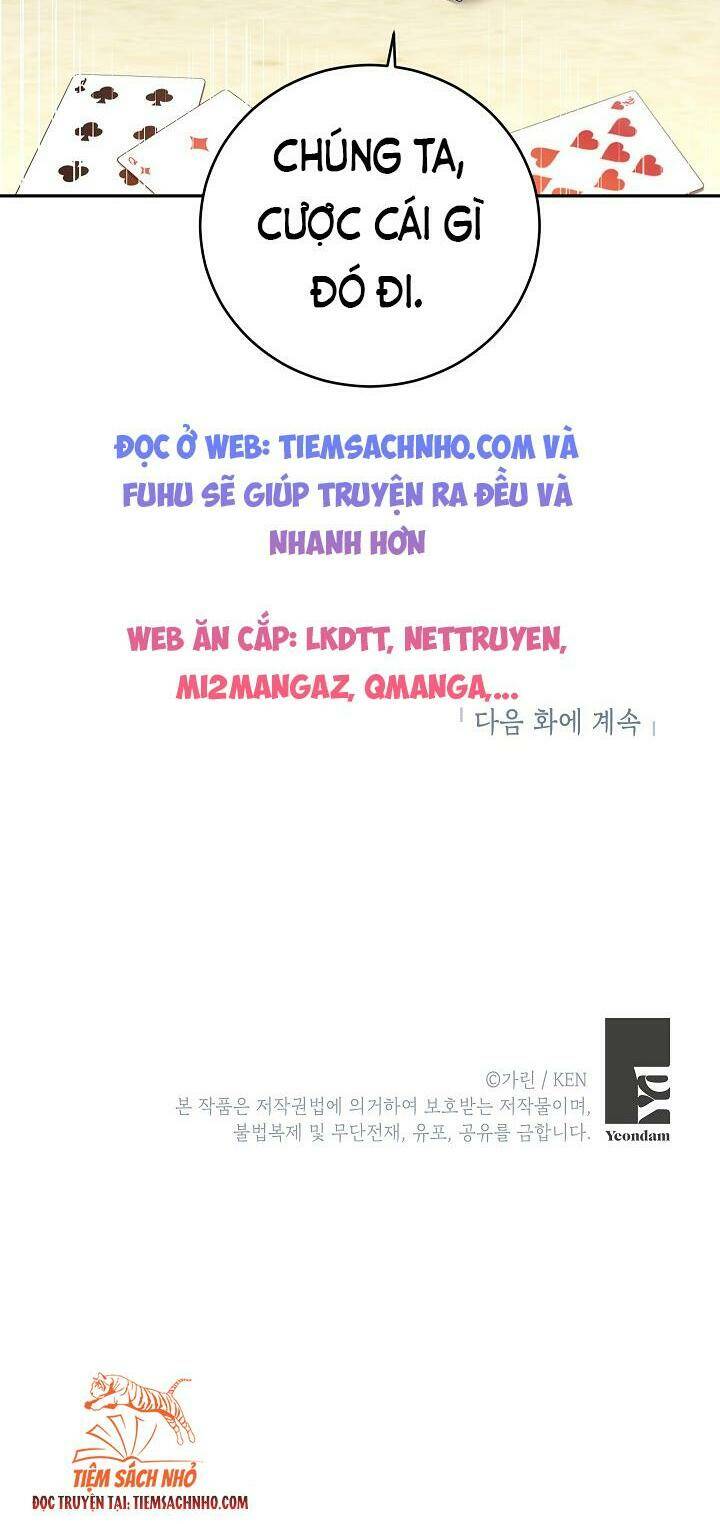 CHÚNG TA,
CƯỢC CÁI GÌ
ĐÓ ĐI.
ĐỌC Ở WEB: TIEMSACHNHO.COM VÀ
FUHU SẼ GIÚP TRUYỆN RA ĐỀU VÀ
NHANH HƠN
WEB ĂN CẮP: LKDTT, NETTRUYEN,
MI2MANGAZ, QMANGA,...
다음 화에 계속
©가린 / KEN
본 작품은 저작권법에 의거하여 보호받는 저작물이며,
불법복제 및 무단전재, 유포, 공유를 금합니다.
Ya
Yeondam
TIỆM SÁCH NHỎ
ĐỌC TRUYỆN TẠI: TIEMSACHNHO.COM